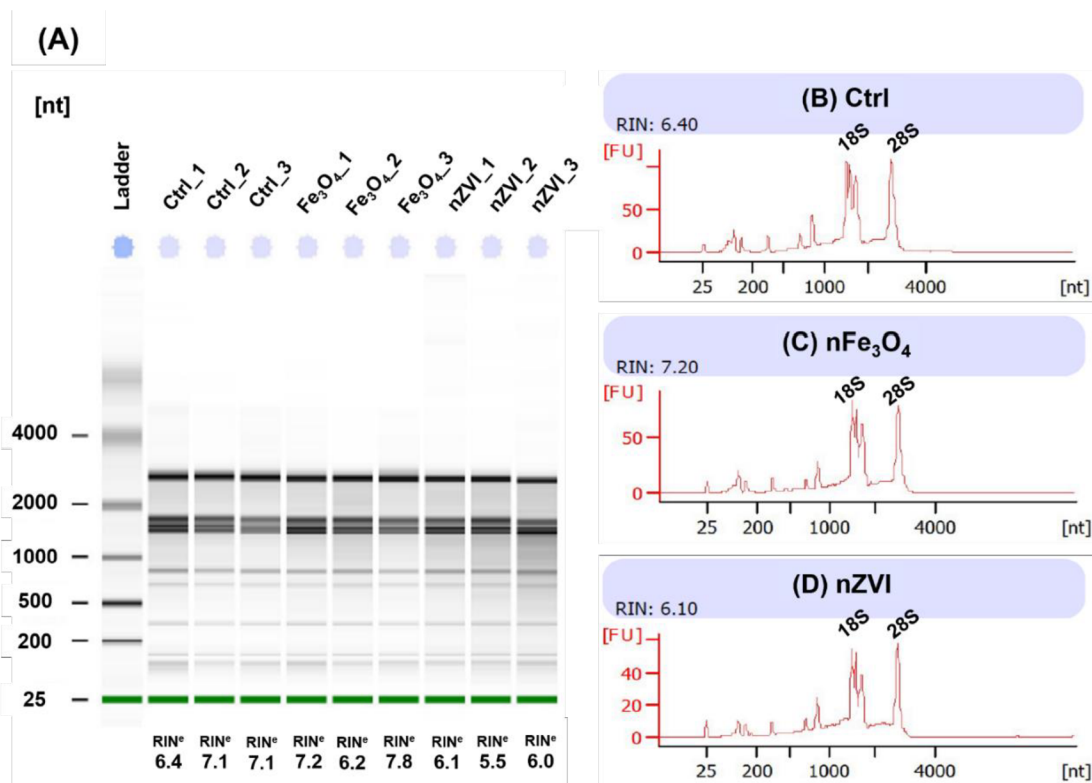 (A)
[nt]
Ladder
Ctrl_1
Ctrl_2
Ctrl_3
Fe₃O₄_1
Fe₃O₄_2
Fe₃O₄_3
nZVI_1
nZVI_2
nZVI_3
4000
2000
1000
500
200
25
RINᵉ RINᵉ RINᵉ RINᵉ RINᵉ RINᵉ RINᵉ RINᵉ RINᵉ
6.4 7.1 7.1 7.2 6.2 7.8 6.1 5.5 6.0
(B) Ctrl
RIN: 6.40
[FU]
18S 28S
50
0
25 200 1000 4000 [nt]
(C) nFe₃O₄
RIN: 7.20
[FU]
18S 28S
50
0
25 200 1000 4000 [nt]
(D) nZVI
RIN: 6.10
[FU]
18S 28S
40
20
0
25 200 1000 4000 [nt]